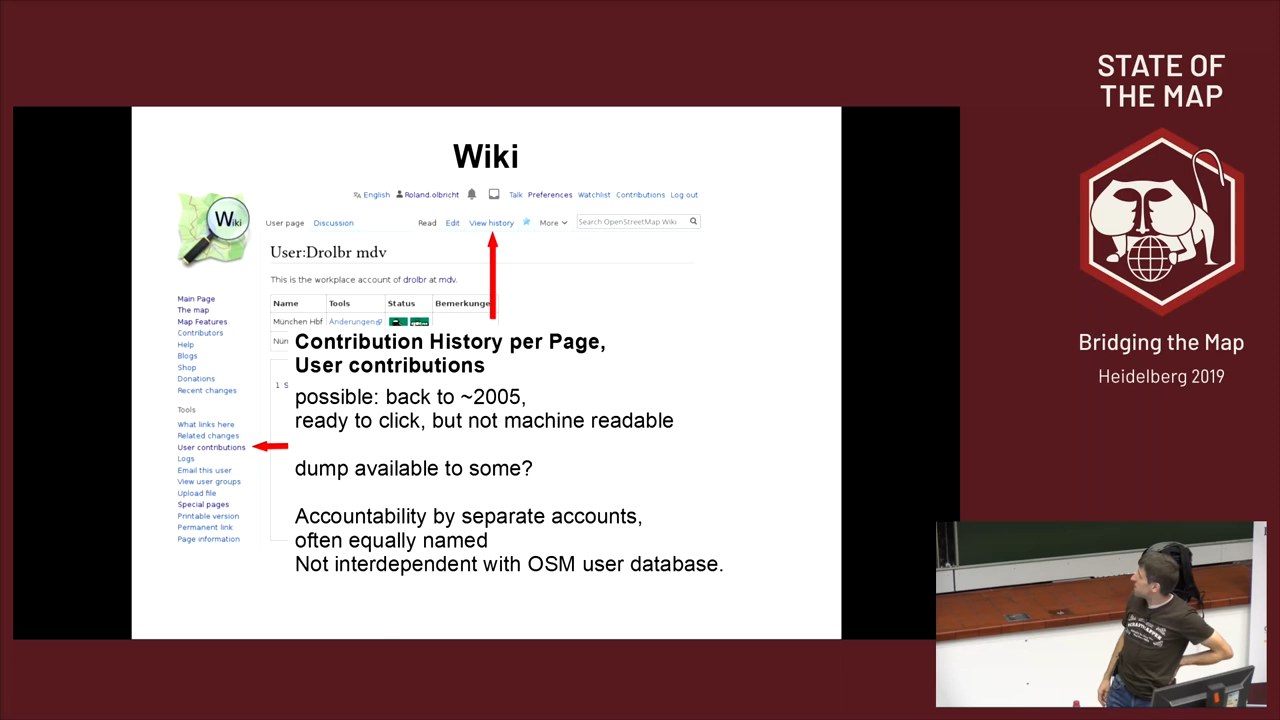 STATE OF
THE MAP
Bridging the Map
Heidelberg 2019
Wiki
English Roland.olbricht Talk Preferences Watchlist Contributions Log out
Wiki
User page Discussion Read Edit View history More Search OpenStreetMap Wiki
User:Drolbr mdv
This is the workplace account of drolbr at mdv.
Name Tools Status Bemerkunge
München Hbf Änderungen
Nün
1 S
Main Page
The map
Map Features
Contributors
Help
Blogs
Shop
Donations
Recent changes
Tools
What links here
Related changes
User contributions
Logs
Email this user
View user groups
Upload file
Special pages
Printable version
Permanent link
Page information
Contribution History per Page,
User contributions
possible: back to ~2005,
ready to click, but not machine readable
dump available to some?
Accountability by separate accounts,
often equally named
Not interdependent with OSM user database.